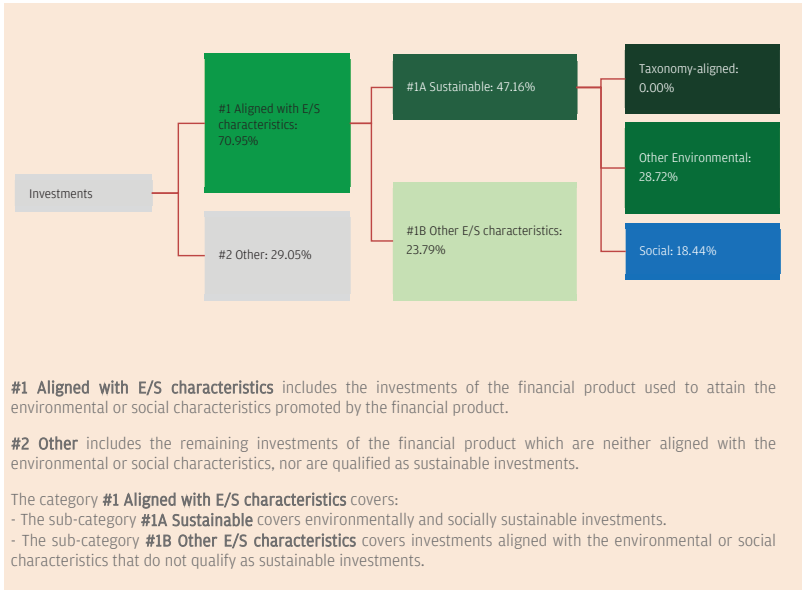 Investments
#1 Aligned with E/S
characteristics:
70.95%
#2 Other: 29.05%
#1A Sustainable: 47.16%
#1B Other E/S characteristics:
23.79%
Taxonomy-aligned:
0.00%
Other Environmental:
28.72%
Social: 18.44%
#1 Aligned with E/S characteristics includes the investments of the financial product used to attain the
environmental or social characteristics promoted by the financial product.
#2 Other includes the remaining investments of the financial product which are neither aligned with the
environmental or social characteristics, nor are qualified as sustainable investments.
The category #1 Aligned with E/S characteristics covers:
- The sub-category #1A Sustainable covers environmentally and socially sustainable investments.
- The sub-category #1B Other E/S characteristics covers investments aligned with the environmental or social
characteristics that do not qualify as sustainable investments.